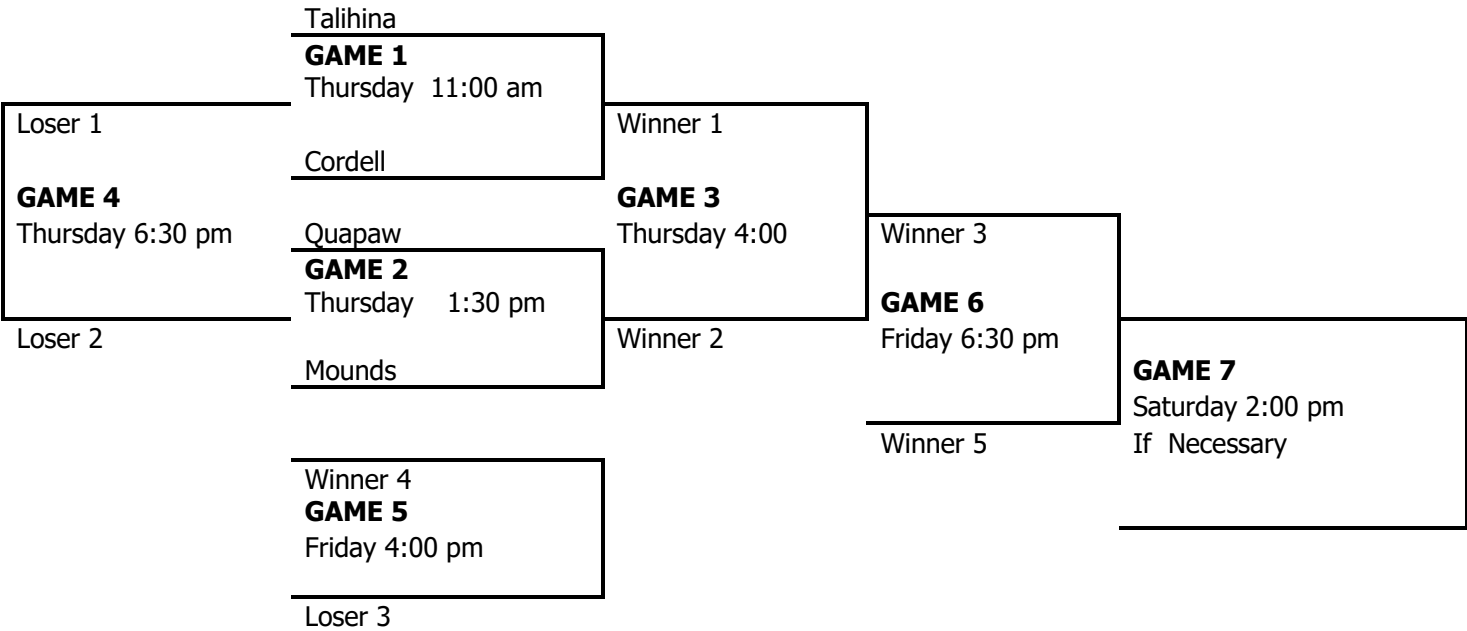 Talihina
GAME 1
Thursday 11:00 am
Loser 1
Winner 1
Cordell
GAME 4
GAME 3
Thursday 6:30 pm
Quapaw
Thursday 4:00
Winner 3
GAME 2
Thursday 1:30 pm
GAME 6
Loser 2
Winner 2
Friday 6:30 pm
Mounds
GAME 7
Saturday 2:00 pm
Winner 5
If Necessary
Winner 4
GAME 5
Friday 4:00 pm
Loser 3